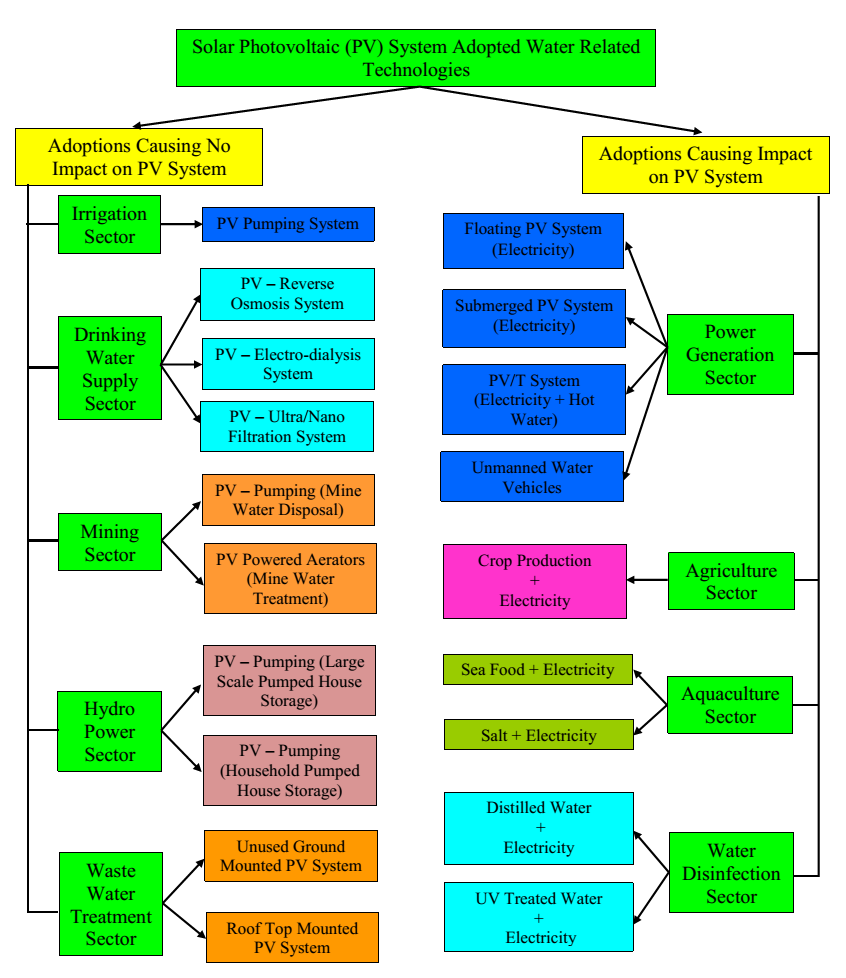 Solar Photovoltaic (PV) System Adopted Water Related
Technologies
Adoptions Causing No
Impact on PV System
Irrigation
Sector
PV Pumping System
Drinking
Water
Supply
Sector
PV – Reverse
Osmosis System
PV – Electro-dialysis
System
PV – Ultra/Nano
Filtration System
Mining
Sector
PV – Pumping (Mine
Water Disposal)
PV Powered Aerators
(Mine Water
Treatment)
Hydro
Power
Sector
PV – Pumping (Large
Scale Pumped House
Storage)
PV – Pumping
(Household Pumped
House Storage)
Waste
Water
Treatment
Sector
Unused Ground
Mounted PV System
Roof Top Mounted
PV System
Adoptions Causing Impact
on PV System
Floating PV System
(Electricity)
Submerged PV System
(Electricity)
PV/T System
(Electricity + Hot
Water)
Unmanned Water
Vehicles
Power
Generation
Sector
Crop Production
+
Electricity
Agriculture
Sector
Sea Food + Electricity
Salt + Electricity
Aquaculture
Sector
Distilled Water
+
Electricity
UV Treated Water
+
Electricity
Water
Disinfection
Sector